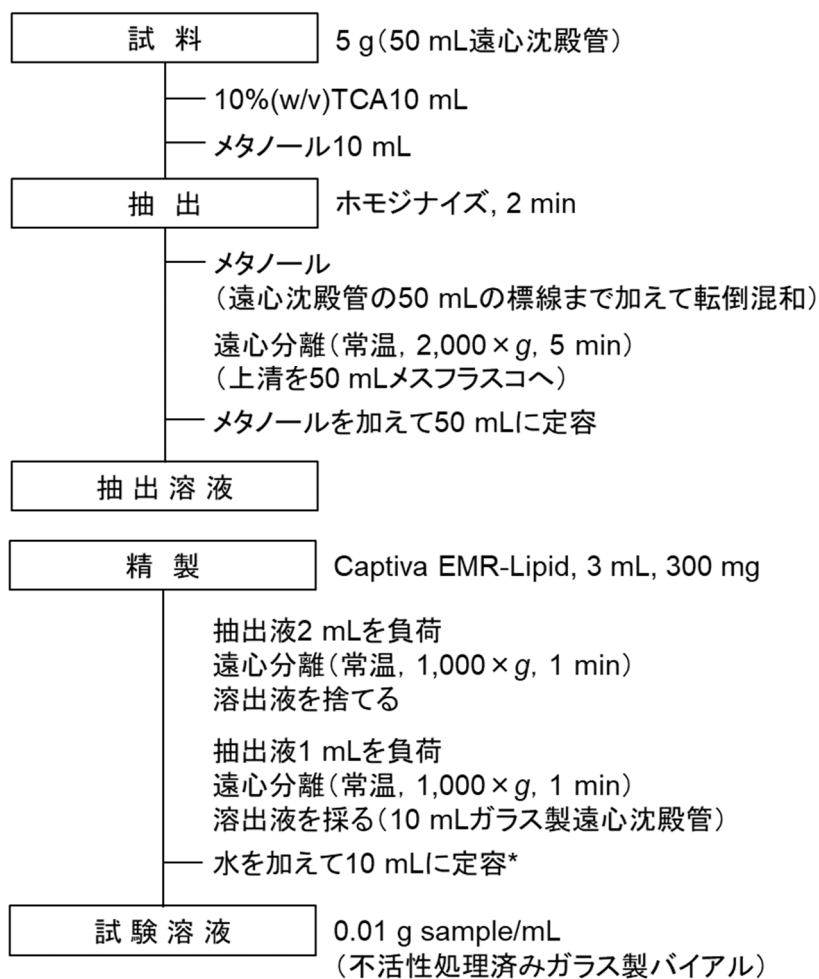 試料 5 g（50 mL遠心沈殿管）
10%(w/v)TCA10 mL
メタノール10 mL
抽出 ホモジナイズ, 2 min
メタノール
（遠心沈殿管の50 mLの標線まで加えて転倒混和）
遠心分離（常温, 2,000×g, 5 min）
（上清を50 mLメスフラスコへ）
メタノールを加えて50 mLに定容
抽出溶液
精製 Captiva EMR-Lipid, 3 mL, 300 mg
抽出液2 mLを負荷
遠心分離（常温, 1,000×g, 1 min）
溶出液を捨てる
抽出液1 mLを負荷
遠心分離（常温, 1,000×g, 1 min）
溶出液を採る（10 mLガラス製遠心沈殿管）
水を加えて10 mLに定容*
試験溶液 0.01 g sample/mL
（不活性処理済みガラス製バイアル）